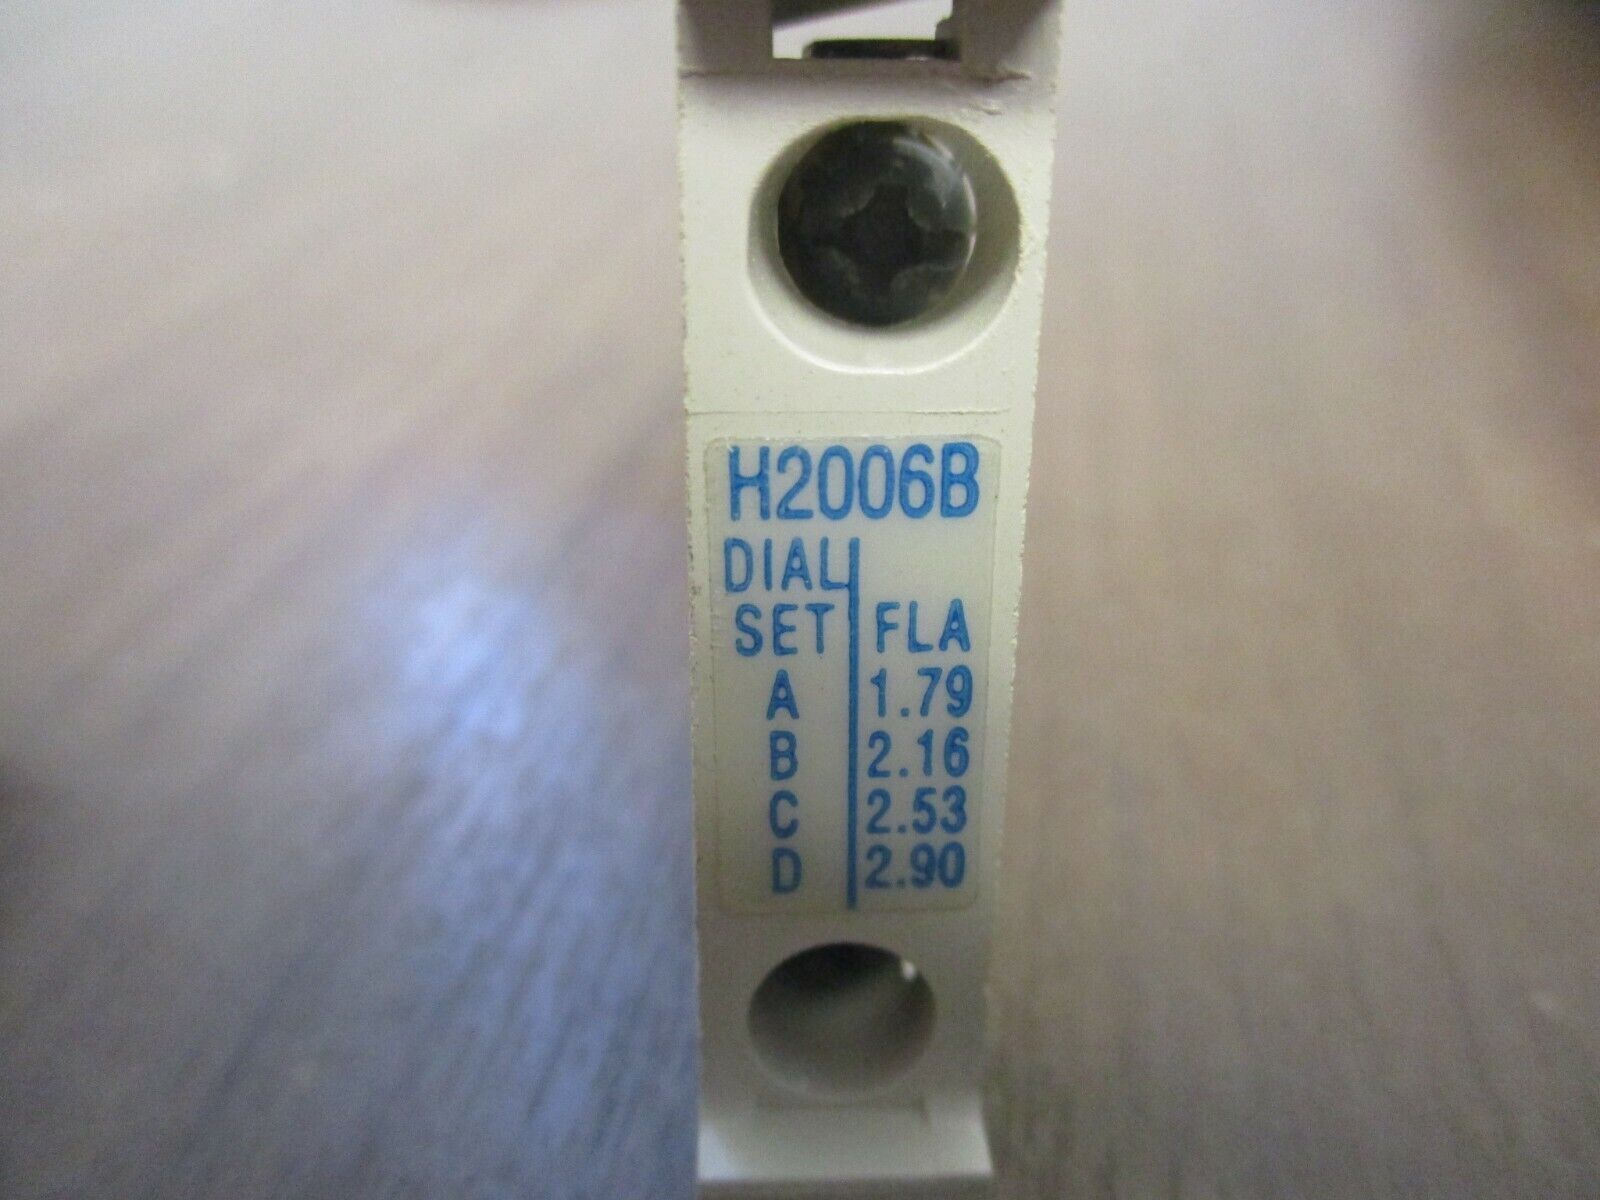 H2006B
DIAL
SET FLA
A 1.79
B 2.16
C 2.53
D 2.90